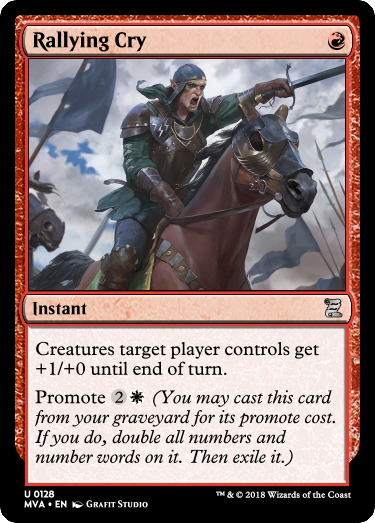 Rallying Cry
Instant
Creatures target player controls get
+1/+0 until end of turn.
Promote 2 (You may cast this card
from your graveyard for its promote cost.
If you do, double all numbers and
number words on it. Then exile it.)
U 0128
MVA • EN Grafit Studio
™ & © 2018 Wizards of the Coast